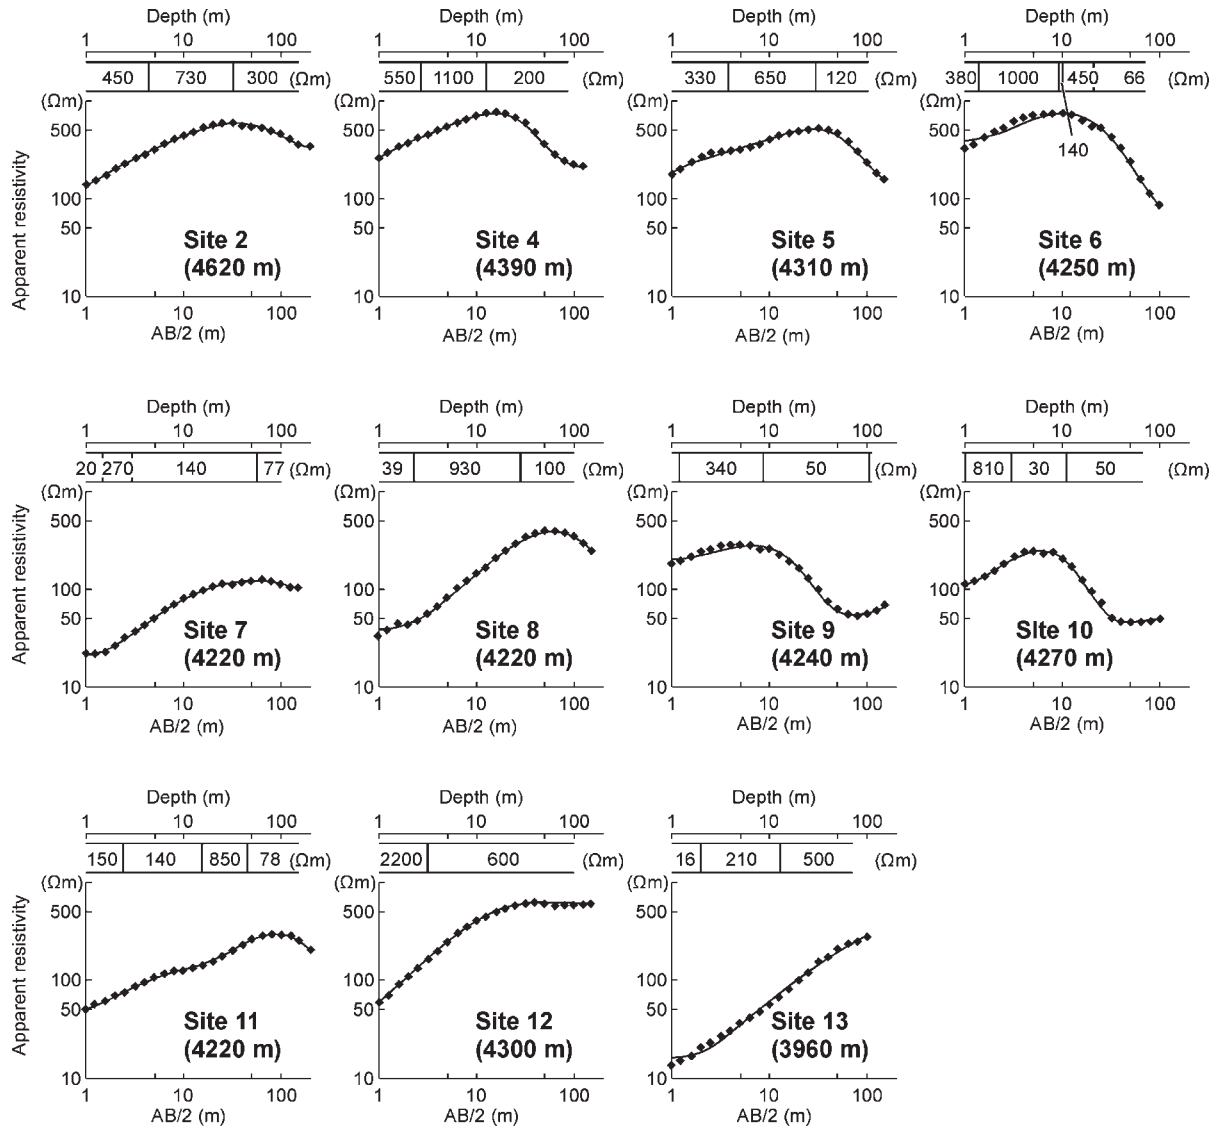 Depth (m) Depth (m) Depth (m) Depth (m)
1 10 100 1 10 100 1 10 100 1 10 100
450 730 300 (Ωm) 550 1100 200 (Ωm) 330 650 120 (Ωm) 380 1000 450 66 (Ωm)
(Ωm) (Ωm) (Ωm) (Ωm)
500 500 500 500
140
100 100 100 100
50 50 50 50
10 10 10 10
Apparent resistivity
Site 2 Site 4 Site 5 Site 6
(4620 m) (4390 m) (4310 m) (4250 m)
1 10 100 1 10 100 1 10 100 1 10 100
AB/2 (m) AB/2 (m) AB/2 (m) AB/2 (m)
Depth (m) Depth (m) Depth (m) Depth (m)
1 10 100 1 10 100 1 10 100 1 10 100
20 270 140 77 (Ωm) 39 930 100 (Ωm) 340 50 (Ωm) 810 30 50 (Ωm)
(Ωm) (Ωm) (Ωm) (Ωm)
500 500 500 500
100 100 100 100
50 50 50 50
10 10 10 10
Apparent resistivity
Site 7 Site 8 Site 9 SIte 10
(4220 m) (4220 m) (4240 m) (4270 m)
1 10 100 1 10 100 1 10 100 1 10 100
AB/2 (m) AB/2 (m) AB/2 (m) AB/2 (m)
Depth (m) Depth (m) Depth (m)
1 10 100 1 10 100 1 10 100
150 140 850 78 (Ωm) 2200 600 (Ωm) 16 210 500 (Ωm)
(Ωm) (Ωm) (Ωm)
500 500 500
100 100 100
50 50 50
10 10 10
Apparent resistivity
Site 11 Site 12 Site 13
(4220 m) (4300 m) (3960 m)
1 10 100 1 10 100 1 10 100
AB/2 (m) AB/2 (m) AB/2 (m)